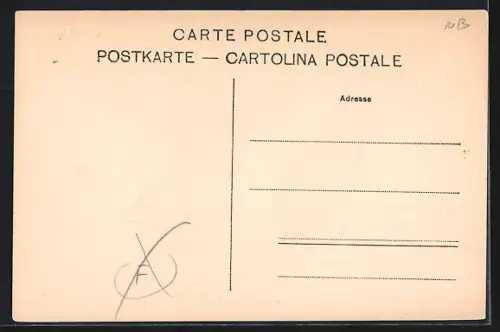 CARTE POSTALE
POSTKARTE — CARTOLINA POSTALE
Adresse
F